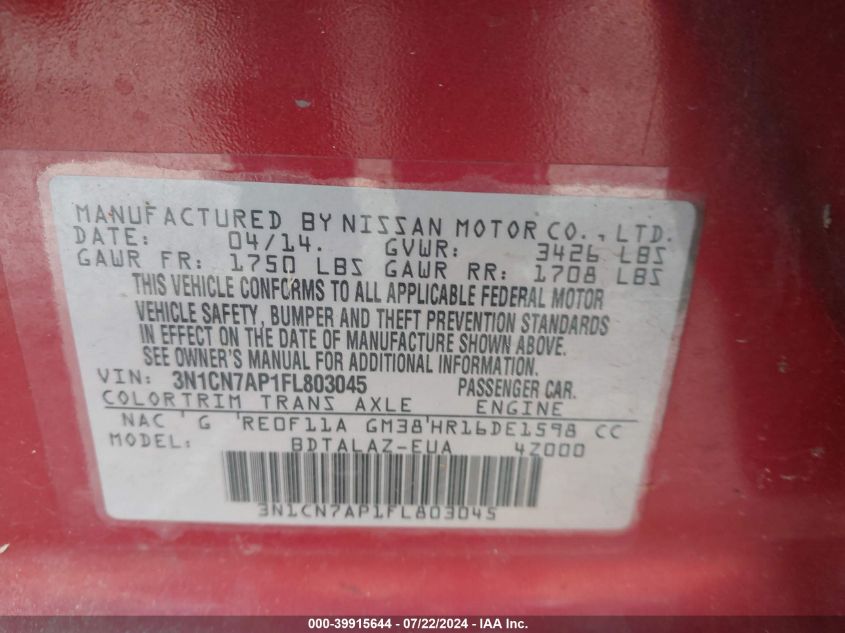 MANUFACTURED BY NISSAN MOTOR CO., LTD.
DATE: 04/14. GVWR: 3426 LBS
GAWR FR: 1750 LBS GAWR RR: 1708 LBS
THIS VEHICLE CONFORMS TO ALL APPLICABLE FEDERAL MOTOR
VEHICLE SAFETY, BUMPER AND THEFT PREVENTION STANDARDS
IN EFFECT ON THE DATE OF MANUFACTURE SHOWN ABOVE.
SEE OWNER'S MANUAL FOR ADDITIONAL INFORMATION.
VIN: 3N1CN7AP1FL803045 PASSENGER CAR.
COLOR TRIM TRANS AXLE ENGINE
NAC ' G ' RE0F11A GM38'HR16DE1598 CC
MODEL: BDTALAZ-EUA 4Z000
3N1CN7AP1FL803045
000-39915644 / 07/22/2024 - IAA Inc.